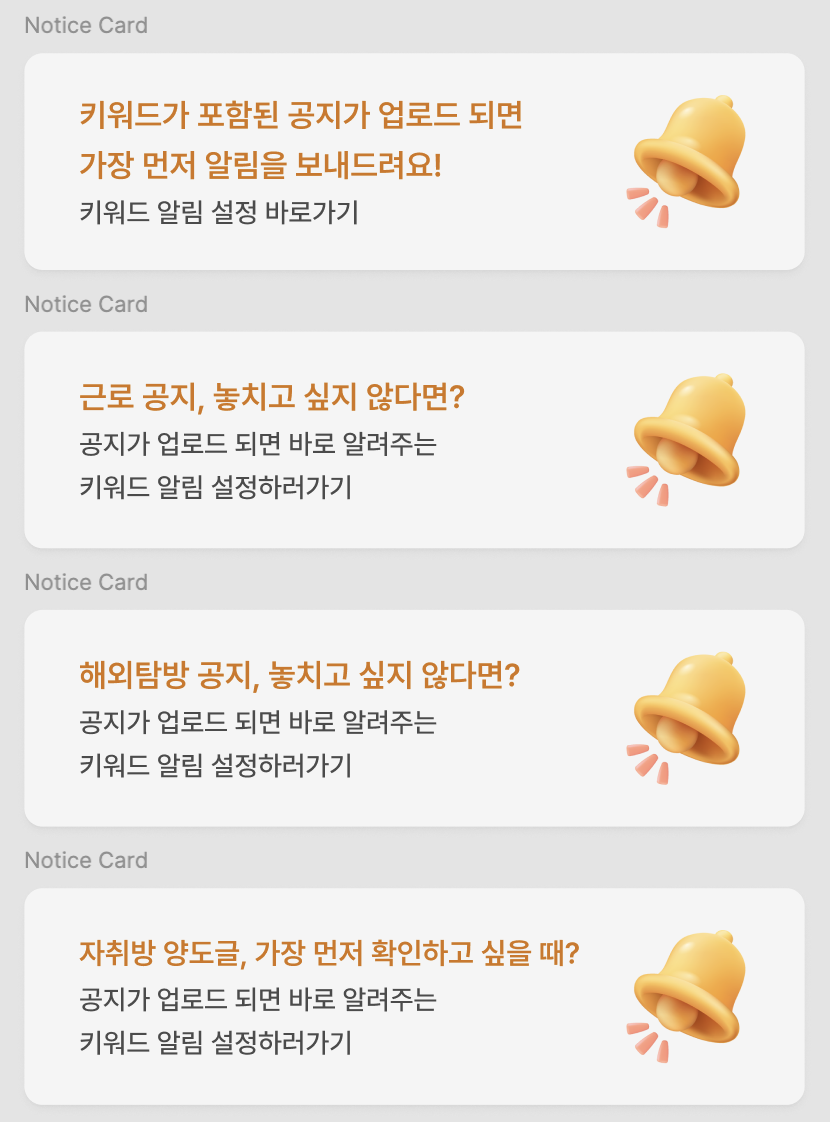 Notice Card
키워드가 포함된 공지가 업로드 되면
가장 먼저 알림을 보내드려요!
키워드 알림 설정 바로가기
Notice Card
근로 공지, 놓치고 싶지 않다면?
공지가 업로드 되면 바로 알려주는
키워드 알림 설정하러가기
Notice Card
해외탐방 공지, 놓치고 싶지 않다면?
공지가 업로드 되면 바로 알려주는
키워드 알림 설정하러가기
Notice Card
자취방 양도글, 가장 먼저 확인하고 싶을 때?
공지가 업로드 되면 바로 알려주는
키워드 알림 설정하러가기